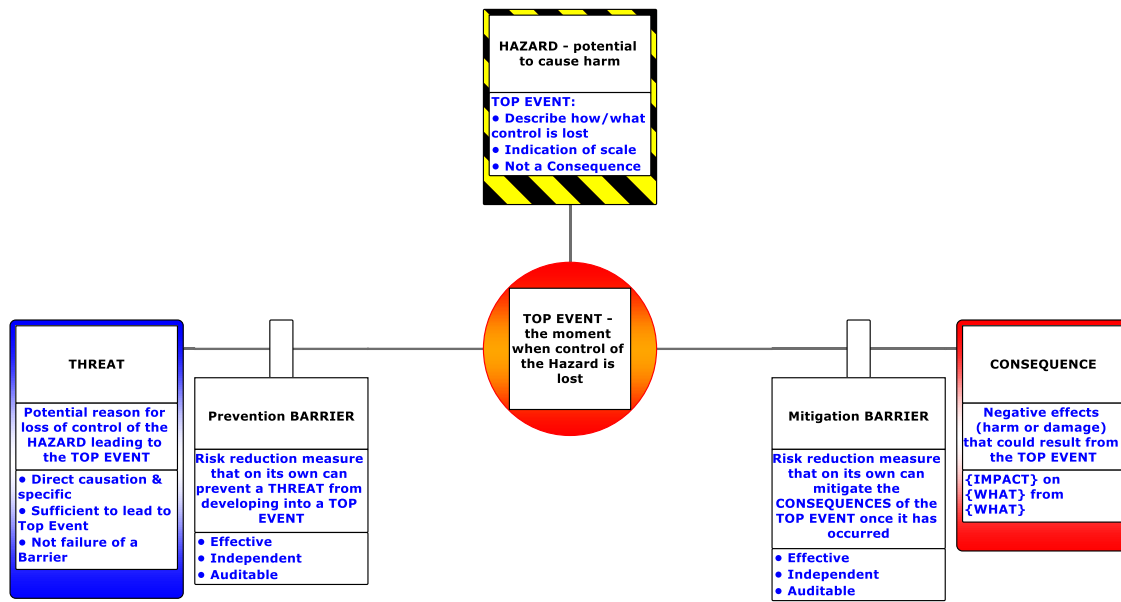 HAZARD - potential
to cause harm
TOP EVENT:
● Describe how/what
control is lost
● Indication of scale
● Not a Consequence
TOP EVENT -
the moment
when control of
the Hazard is
lost
THREAT
Potential reason for
loss of control of the
HAZARD leading to
the TOP EVENT
● Direct causation &
specific
● Sufficient to lead to
Top Event
● Not failure of a
Barrier
Prevention BARRIER
Risk reduction measure
that on its own can
prevent a THREAT from
developing into a TOP
EVENT
● Effective
● Independent
● Auditable
Mitigation BARRIER
Risk reduction measure
that on its own can
mitigate the
CONSEQUENCES of the
TOP EVENT once it has
occurred
● Effective
● Independent
● Auditable
CONSEQUENCE
Negative effects
(harm or damage)
that could result from
the TOP EVENT
{IMPACT} on
{WHAT} from
{WHAT}